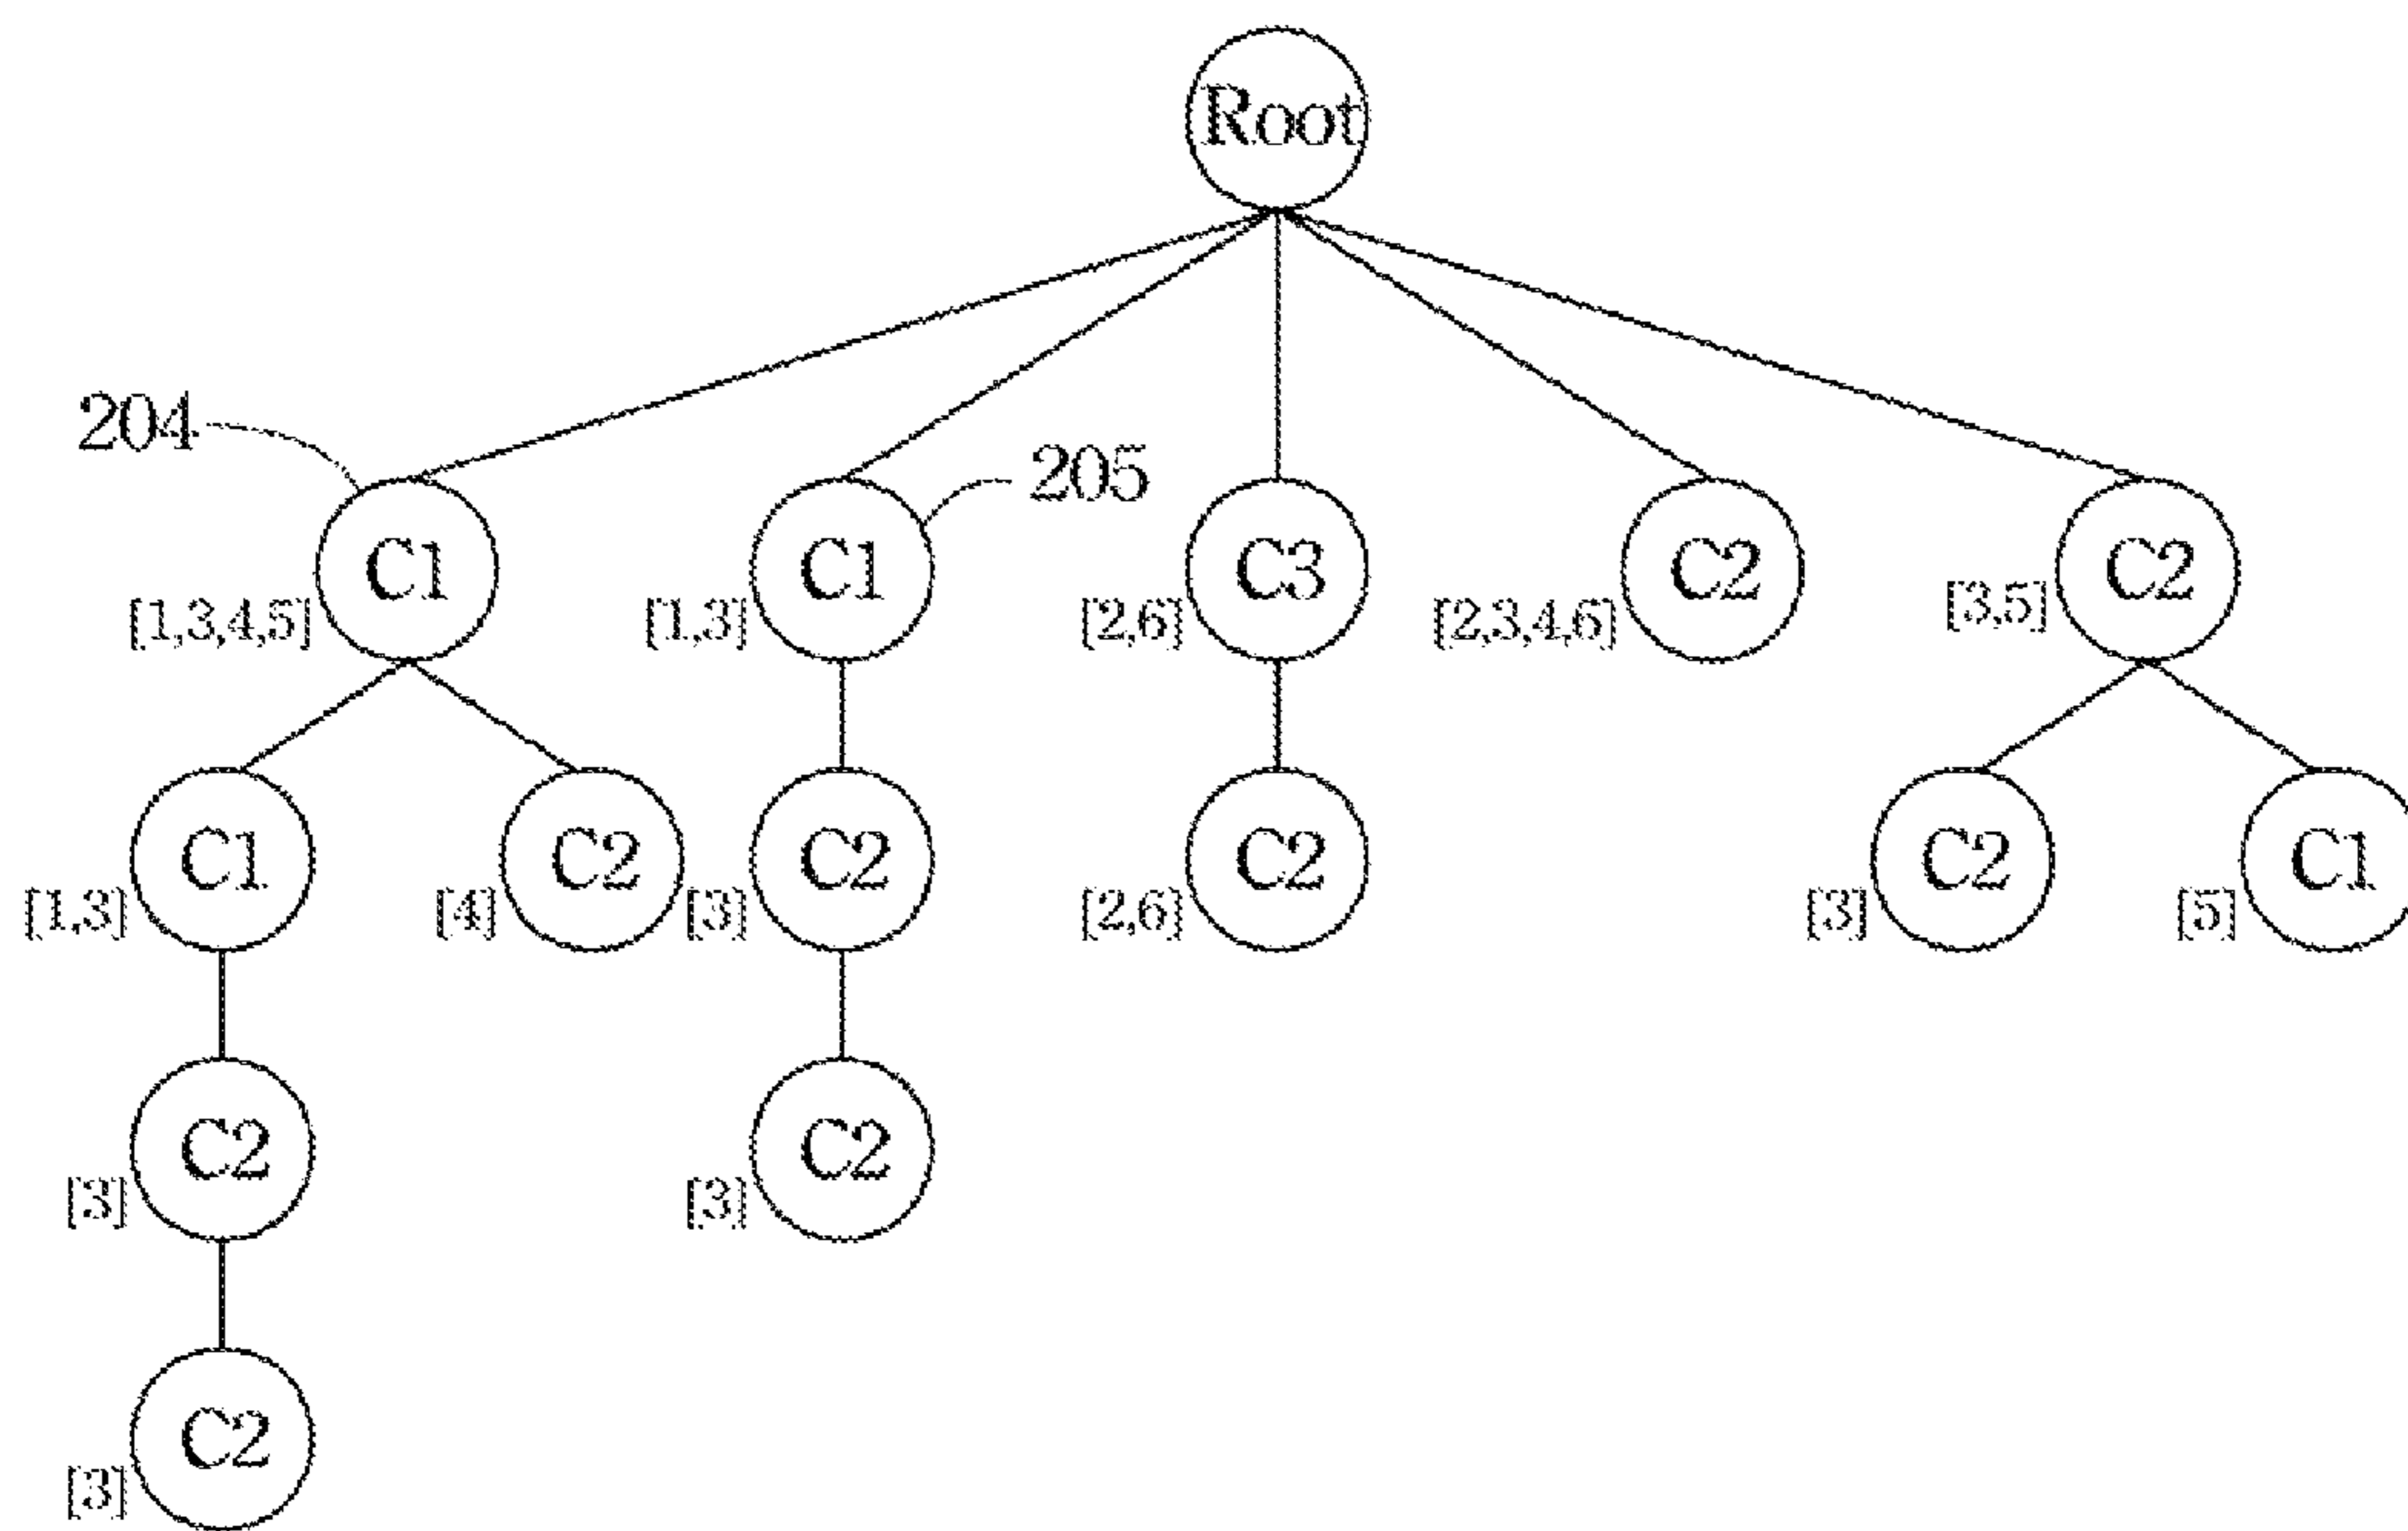 Root
204
205
C1
C1
C3
C2
C2
[1,3,4,5]
[1,3]
[2,6]
[2,3,4,6]
[3,5]
C1
C2
C2
C2
C2
C1
[1,3]
[4]
[3]
[2,6]
[3]
[5]
C2
C2
[3]
[3]
C2
[3]